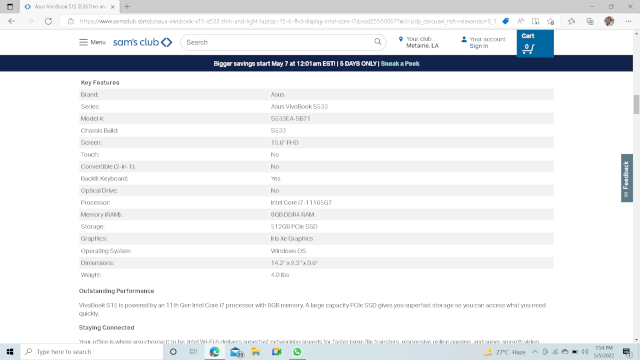 Asus VivoBook S15 S533 Thin and
https://www.samsclub.com/p/asus-vivobook-s15-s533-thin-and-light-laptop-15-6-fhd-display-intel-core-i7/prod25560067?
Menu sam's club Search Your club Metairie, LA Your account Sign in Cart 0
Bigger savings start May 7 at 12:01am EST! | 5 DAYS ONLY | Sneak a Peek
Key Features
Brand: Asus
Series: Asus VivoBook S533
Model #: S533EA-SB71
Chassis Build: S533
Screen: 15.6" FHD
Touch: No
Convertible (2-in-1): No
Backlit Keyboard: Yes
Optical Drive: No
Processor: Intel Core i7-1165G7
Memory (RAM): 8GB DDR4 RAM
Storage: 512GB PCIe SSD
Graphics: Iris Xe Graphics
Operating System: Windows OS
Dimensions: 14.2" x 9.2" x 0.6"
Weight: 4.0 lbs
Feedback
Outstanding Performance
VivoBook S15 is powered by an 11th Gen Intel Core i7 processor with 8GB memory. A large capacity PCIe SSD gives you superfast storage so you can access what you need
quickly.
Staying Connected
Your office is where you choose it to be. Intel Wi-Fi 6 delivers superfast networking speeds for faster large file transfers, responsive online gaming, and super smooth video
Type here to search
27°C Haze
7:54 PM
5/5/2022